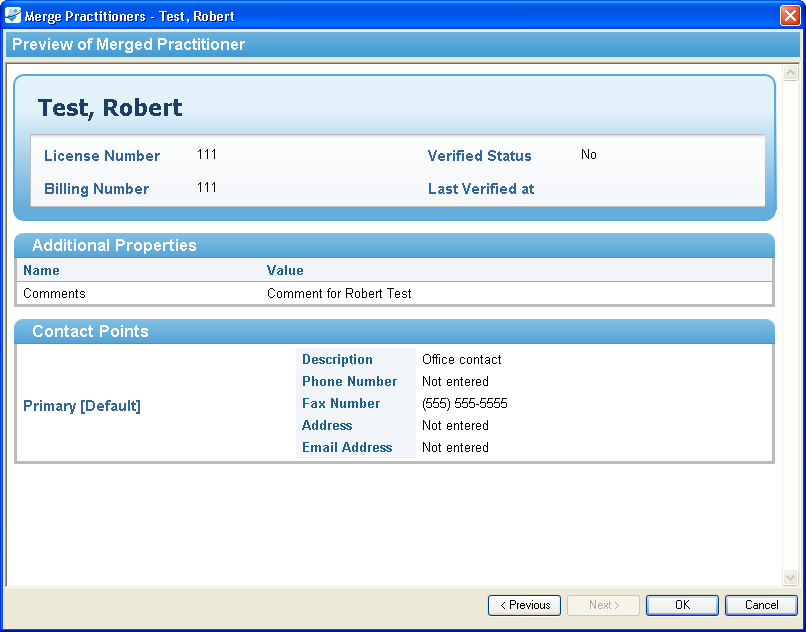 Merge Practitioners - Test, Robert
Preview of Merged Practitioner
Test, Robert
License Number 111 Verified Status No
Billing Number 111 Last Verified at
Additional Properties
Name Value
Comments Comment for Robert Test
Contact Points
Description Office contact
Phone Number Not entered
Primary [Default] Fax Number (555) 555-5555
Address Not entered
Email Address Not entered
< Previous Next > OK Cancel